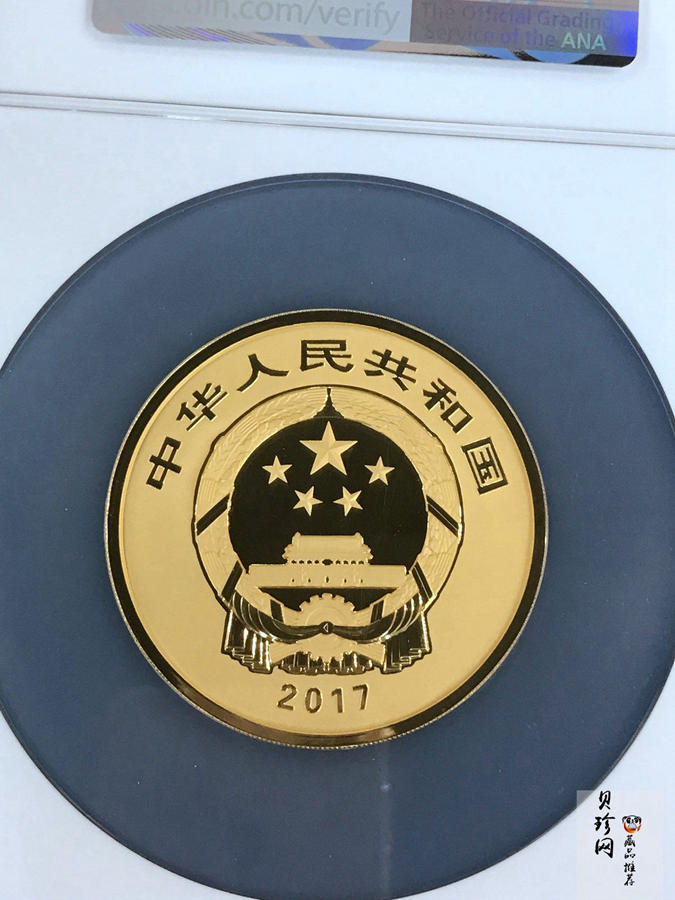 coin.com/verify
The Official Grading
Service of the ANA
中华人民共和国
2017
贝珍网
藏品推荐